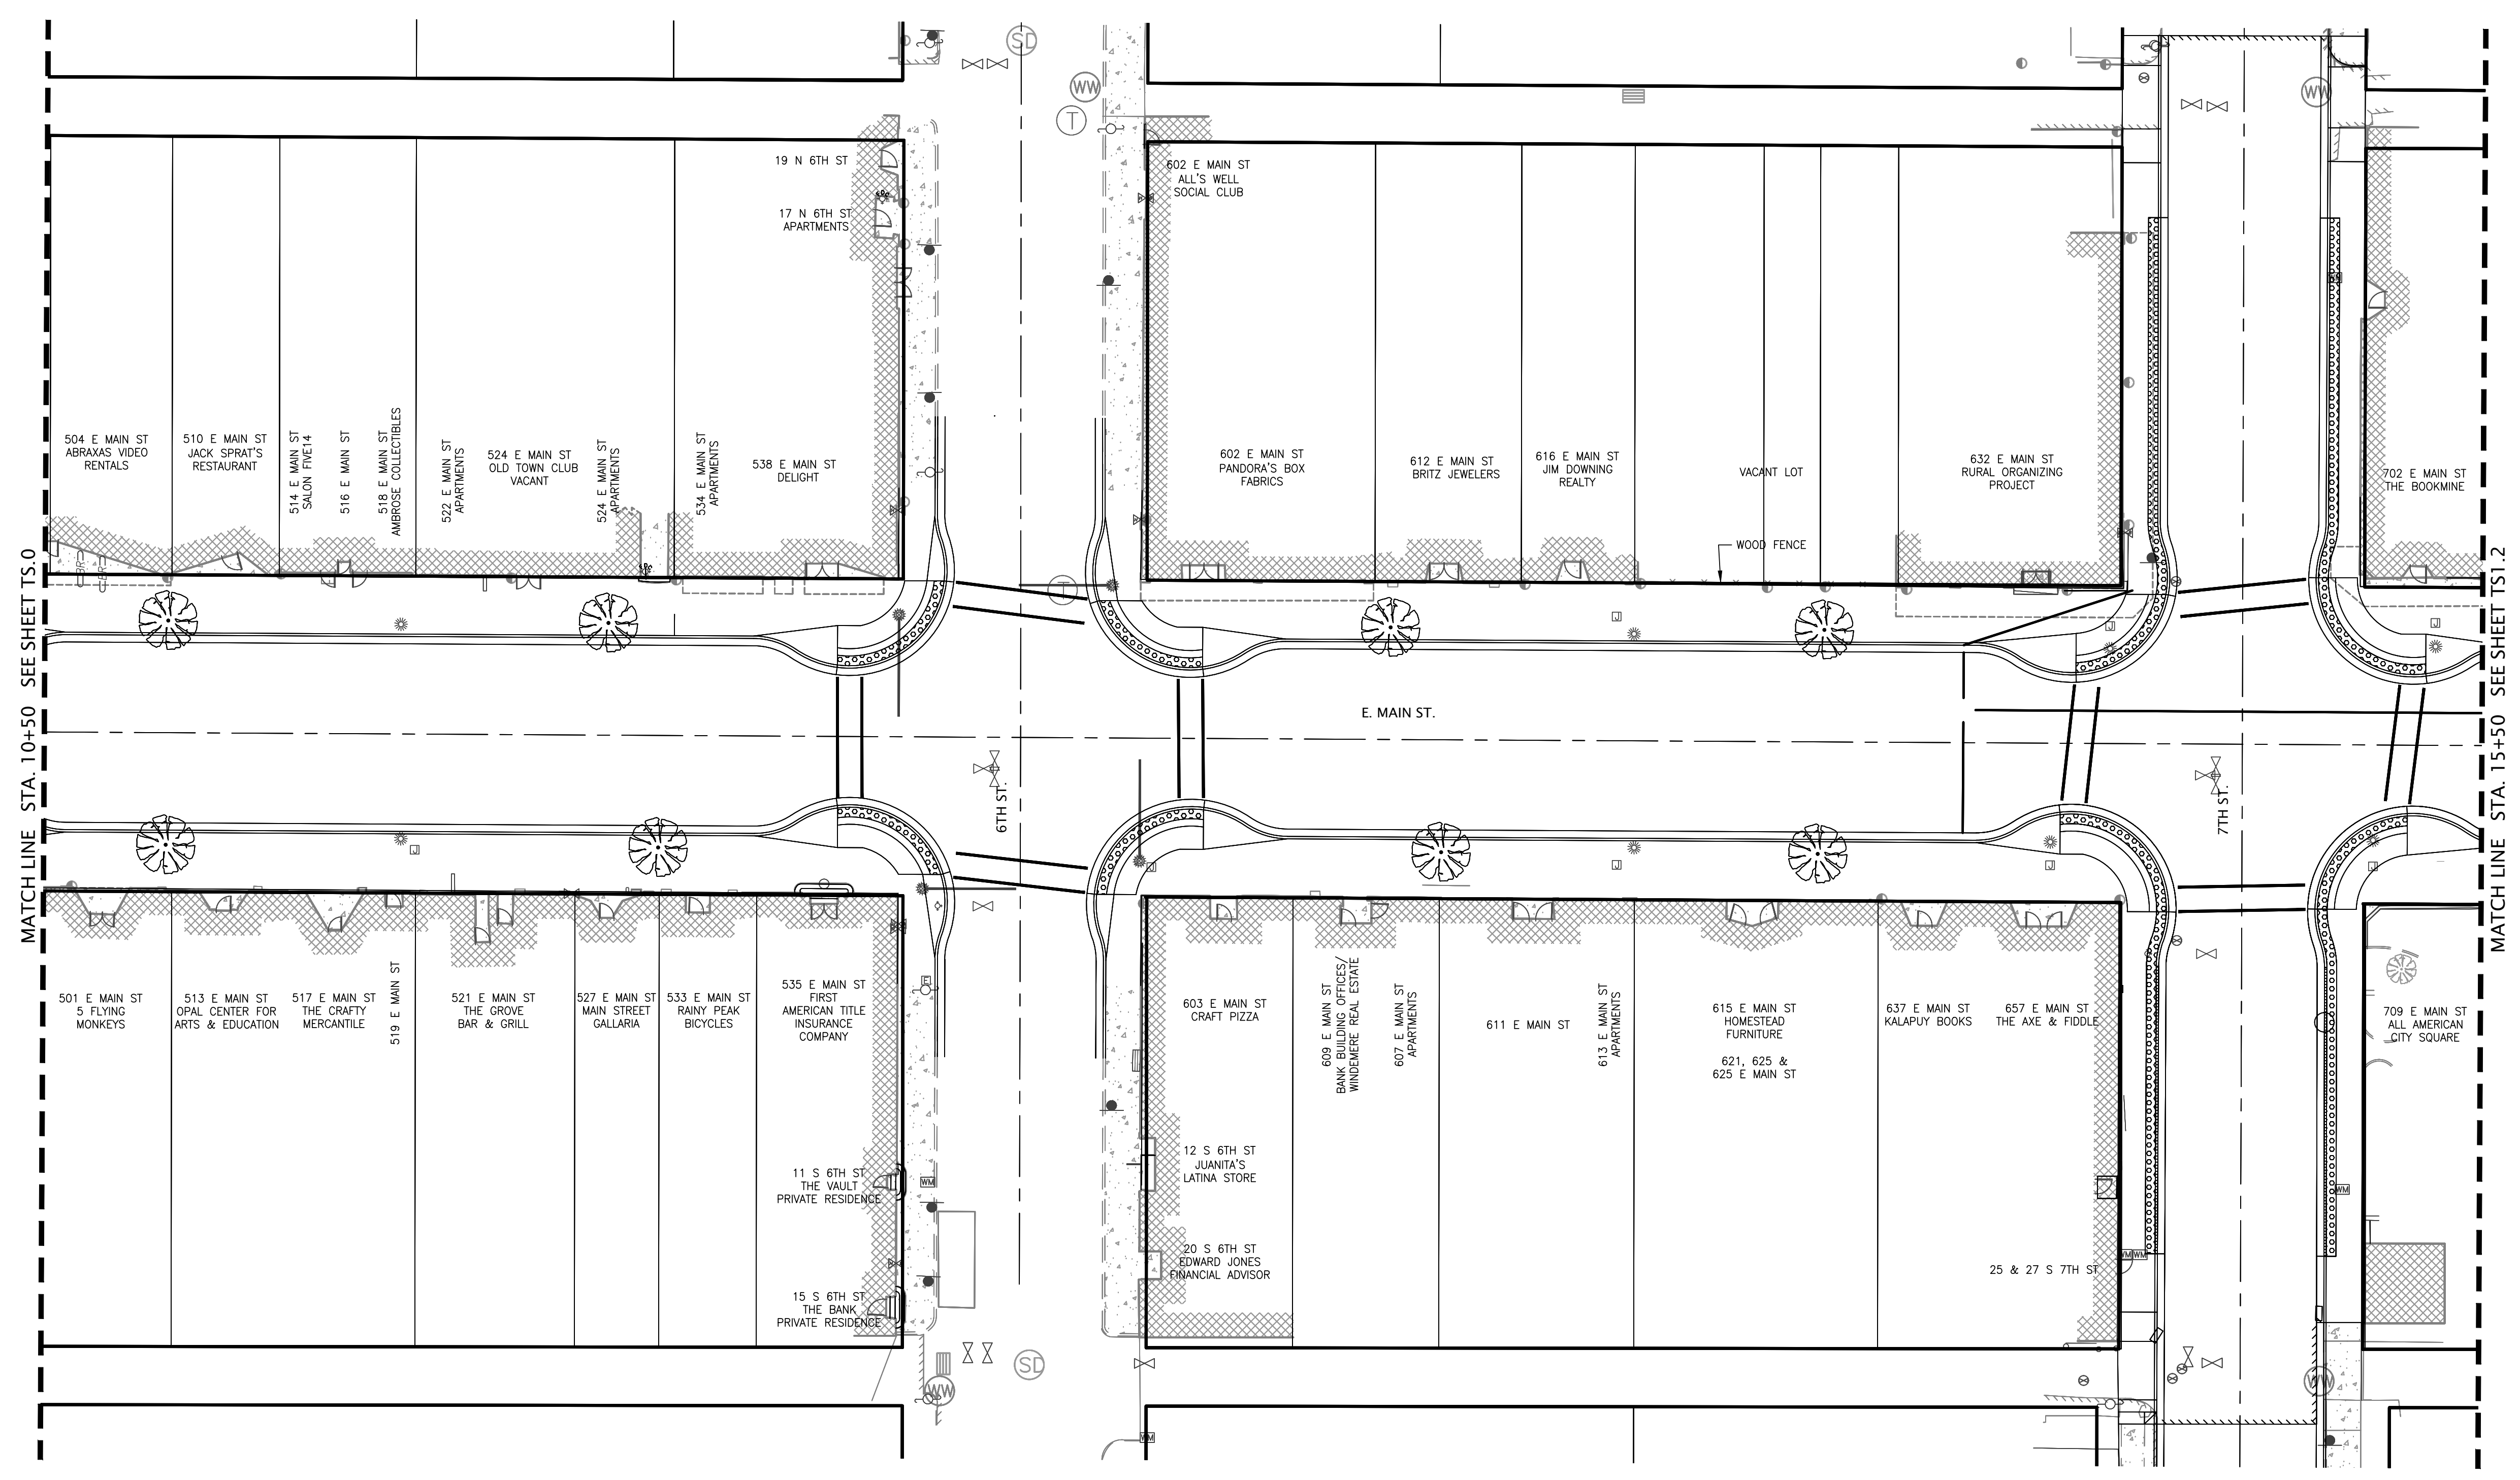 MATCH LINE STA. 10+50 SEE SHEET TS.0
MATCH LINE STA. 15+50 SEE SHEET TS1.2
SD
WW
T
WW
19 N 6TH ST
17 N 6TH ST
APARTMENTS
602 E MAIN ST
ALL'S WELL
SOCIAL CLUB
WM
504 E MAIN ST
ABRAXAS VIDEO
RENTALS
510 E MAIN ST
JACK SPRAT'S
RESTAURANT
514 E MAIN ST
SALON FIVE14
516 E MAIN ST
518 E MAIN ST
AMBROSE COLLECTIBLES
522 E MAIN ST
APARTMENTS
524 E MAIN ST
OLD TOWN CLUB
VACANT
524 E MAIN ST
APARTMENTS
534 E MAIN ST
APARTMENTS
538 E MAIN ST
DELIGHT
602 E MAIN ST
PANDORA'S BOX
FABRICS
612 E MAIN ST
BRITZ JEWELERS
616 E MAIN ST
JIM DOWNING
REALTY
VACANT LOT
WOOD FENCE
632 E MAIN ST
RURAL ORGANIZING
PROJECT
702 E MAIN ST
THE BOOKMINE
BR
BR
T
J
J
J
E. MAIN ST.
6TH ST.
7TH ST.
J
J
J
J
J
501 E MAIN ST
5 FLYING
MONKEYS
513 E MAIN ST
OPAL CENTER FOR
ARTS & EDUCATION
517 E MAIN ST
THE CRAFTY
MERCANTILE
519 E MAIN ST
521 E MAIN ST
THE GROVE
BAR & GRILL
527 E MAIN ST
MAIN STREET
GALLARIA
533 E MAIN ST
RAINY PEAK
BICYCLES
535 E MAIN ST
FIRST
AMERICAN TITLE
INSURANCE
COMPANY
E
603 E MAIN ST
CRAFT PIZZA
609 E MAIN ST
BANK BUILDING OFFICES/
WINDEMERE REAL ESTATE
607 E MAIN ST
APARTMENTS
611 E MAIN ST
613 E MAIN ST
APARTMENTS
615 E MAIN ST
HOMESTEAD
FURNITURE
621, 625 &
625 E MAIN ST
637 E MAIN ST
KALAPUY BOOKS
657 E MAIN ST
THE AXE & FIDDLE
709 E MAIN ST
ALL AMERICAN
CITY SQUARE
11 S 6TH ST
THE VAULT
PRIVATE RESIDENCE
WM
12 S 6TH ST
JUANITA'S
LATINA STORE
WM
20 S 6TH ST
EDWARD JONES
FINANCIAL ADVISOR
WM WM
25 & 27 S 7TH ST
15 S 6TH ST
THE BANK
PRIVATE RESIDENCE
SD
WW
WW
WM